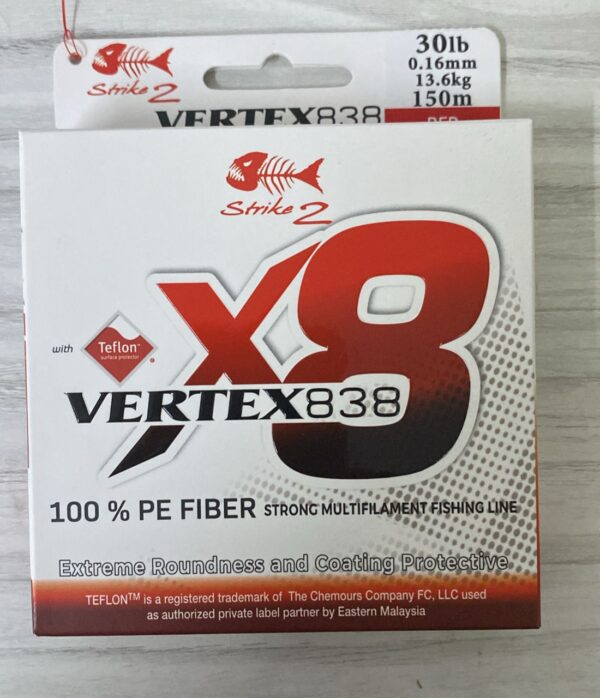 Strike 2
30lb
0.16mm
13.6kg
150m
VERTEX838
RED
Strike 2
X8
with
Teflon™
surface protector
VERTEX838
100 % PE FIBER STRONG MULTIFILAMENT FISHING LINE
Extreme Roundness and Coating Protective
TEFLON™ is a registered trademark of The Chemours Company FC, LLC used
as authorized private label partner by Eastern Malaysia